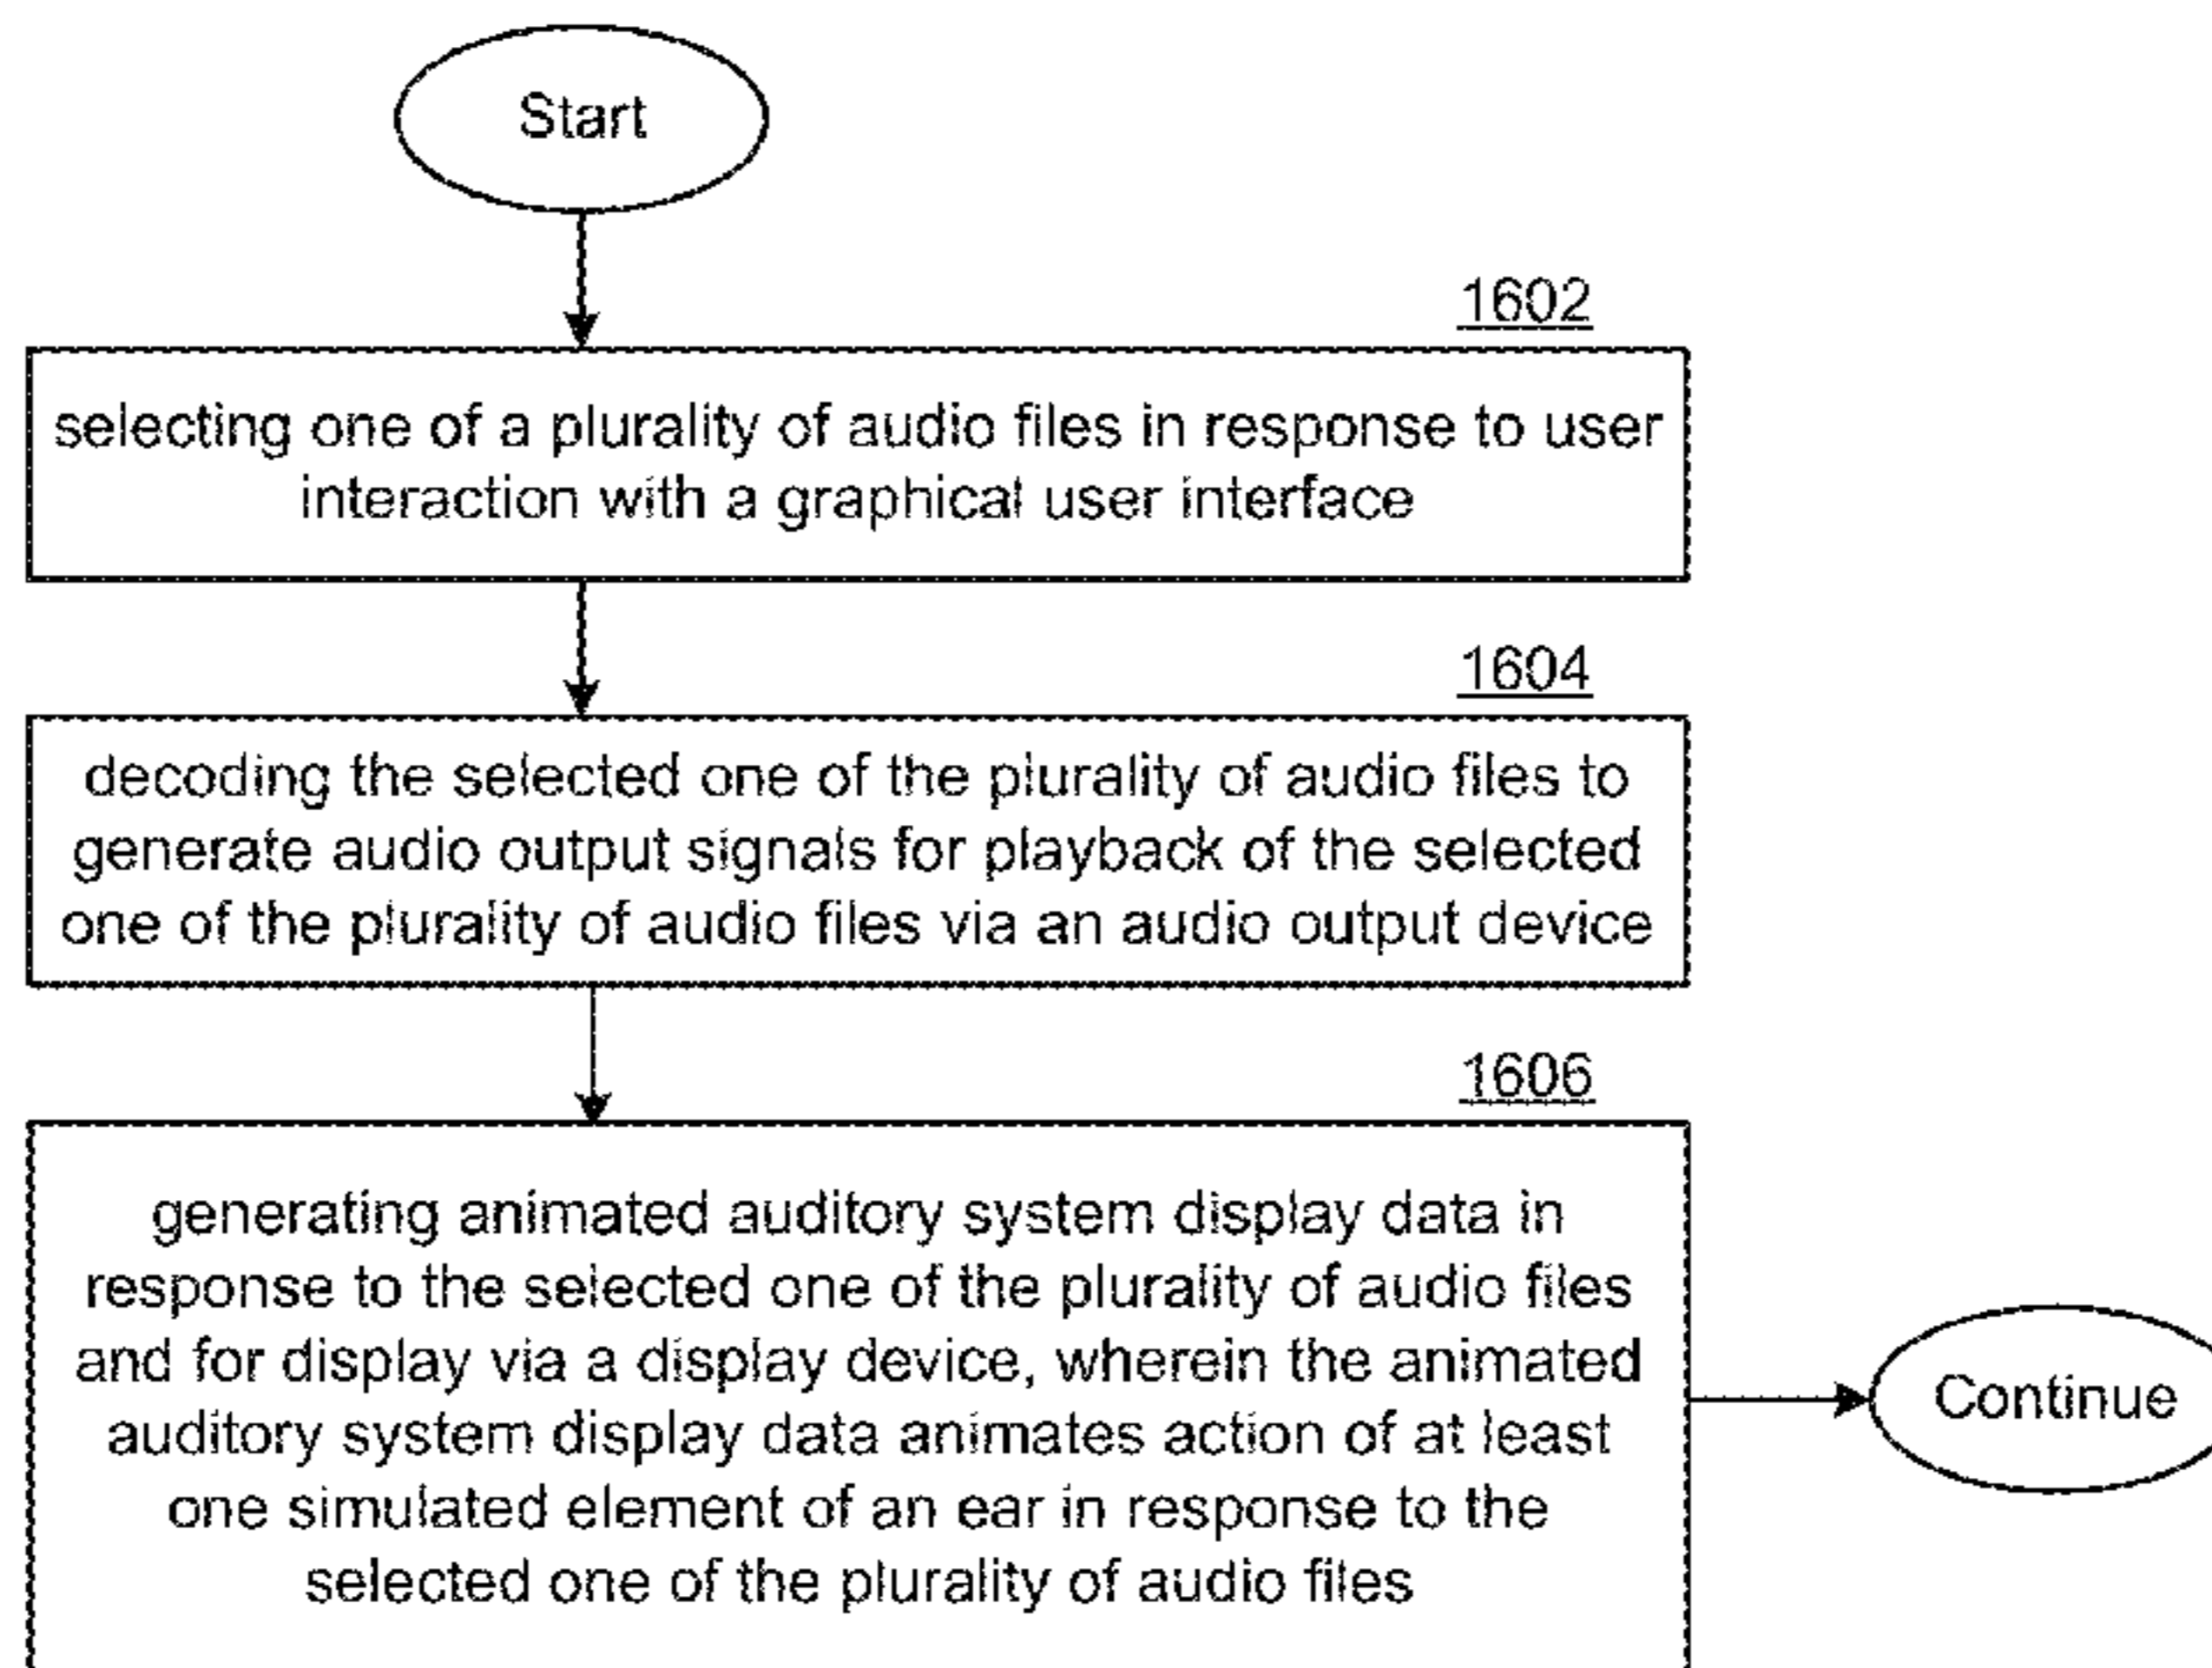 Start
1602
selecting one of a plurality of audio files in response to user
interaction with a graphical user interface
1604
decoding the selected one of the plurality of audio files to
generate audio output signals for playback of the selected
one of the plurality of audio files via an audio output device
1606
generating animated auditory system display data in
response to the selected one of the plurality of audio files
and for display via a display device, wherein the animated
auditory system display data animates action of at least
one simulated element of an ear in response to the
selected one of the plurality of audio files
Continue